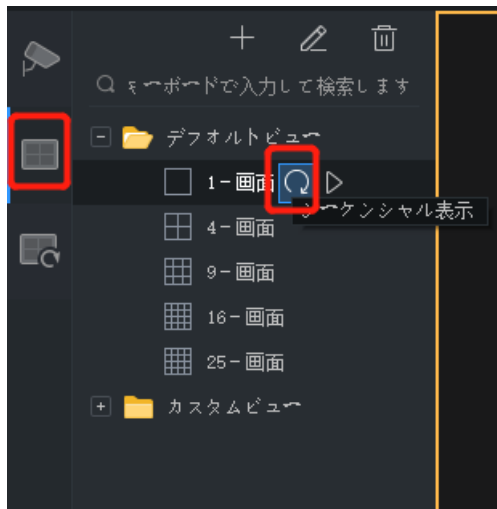 キーボードで入力して検索します
デフォルトビュー
1-画面
シーケンシャル表示
4-画面
9-画面
16-画面
25-画面
カスタムビュー